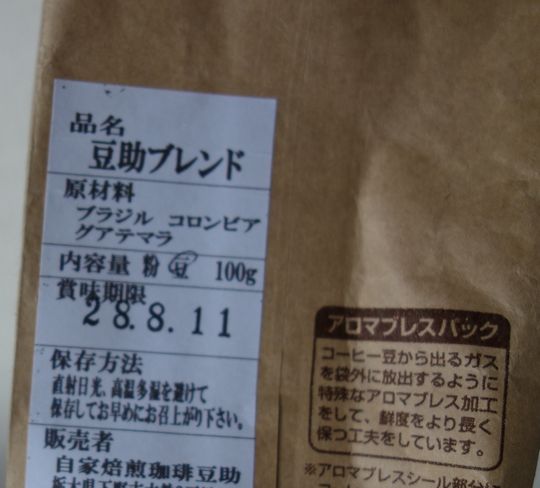 品名
豆助ブレンド
原材料
ブラジル コロンビア
グアテマラ
内容量 粉 豆 100g
賞味期限
28.8.11
保存方法
直射日光、高温多湿を避けて
保存してお早めにお召上がり下さい。
販売者
自家焙煎珈琲豆助
アロマブレスパック
コーヒー豆から出るガス
を袋外に放出するように
特殊なアロマブレス加工
をして、鮮度をより長く
保つ工夫をしています。
※アロマブレスシール部分に